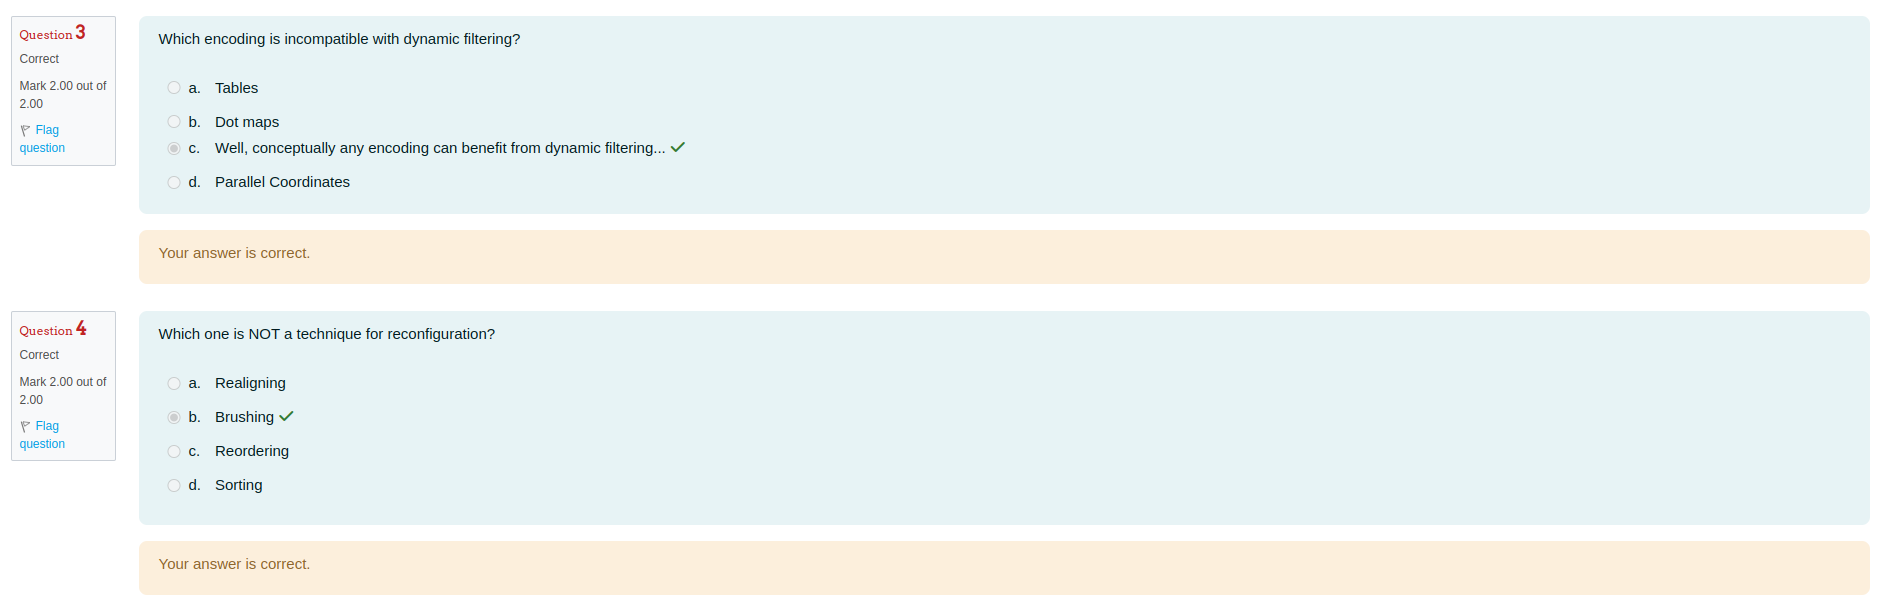 Question 3
Correct
Mark 2.00 out of
2.00
Flag
question
Which encoding is incompatible with dynamic filtering?
a. Tables
b. Dot maps
c. Well, conceptually any encoding can benefit from dynamic filtering...
d. Parallel Coordinates
Your answer is correct.
Question 4
Correct
Mark 2.00 out of
2.00
Flag
question
Which one is NOT a technique for reconfiguration?
a. Realigning
b. Brushing
c. Reordering
d. Sorting
Your answer is correct.